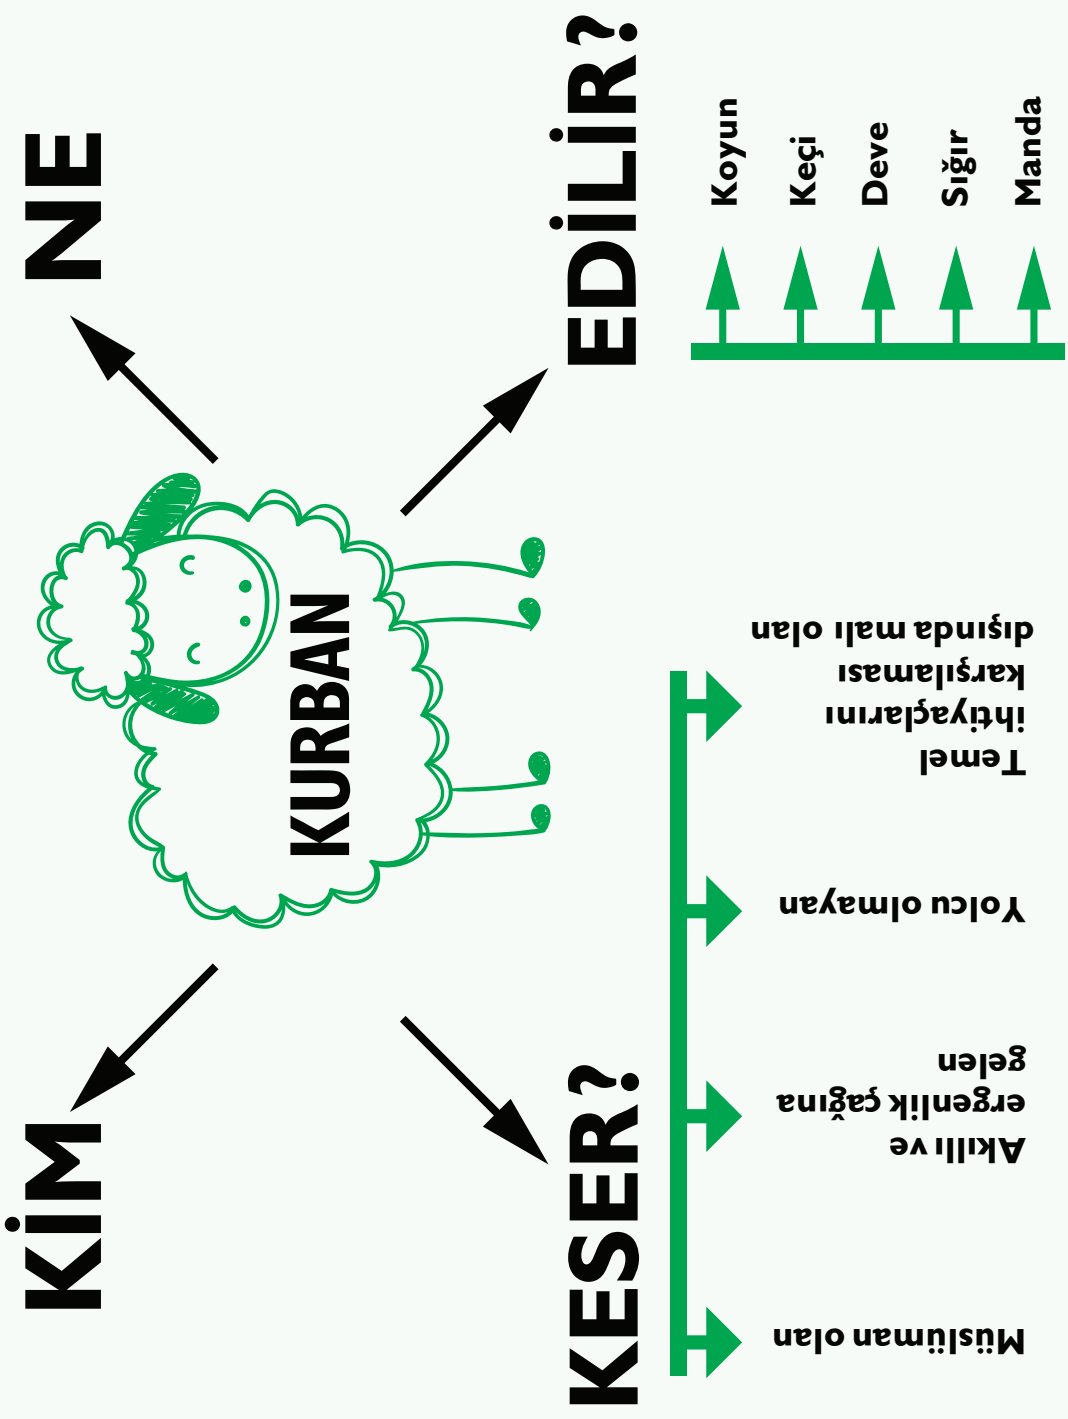 KİM
NE
KURBAN
KESER?
EDİLİR?
Müslüman olan
Akıllı ve
ergenlik çağına
gelen
Yolcu olmayan
Temel
ihtiyaçlarını
karşılaması
dışında malı olan
Koyun
Keçi
Deve
Sığır
Manda